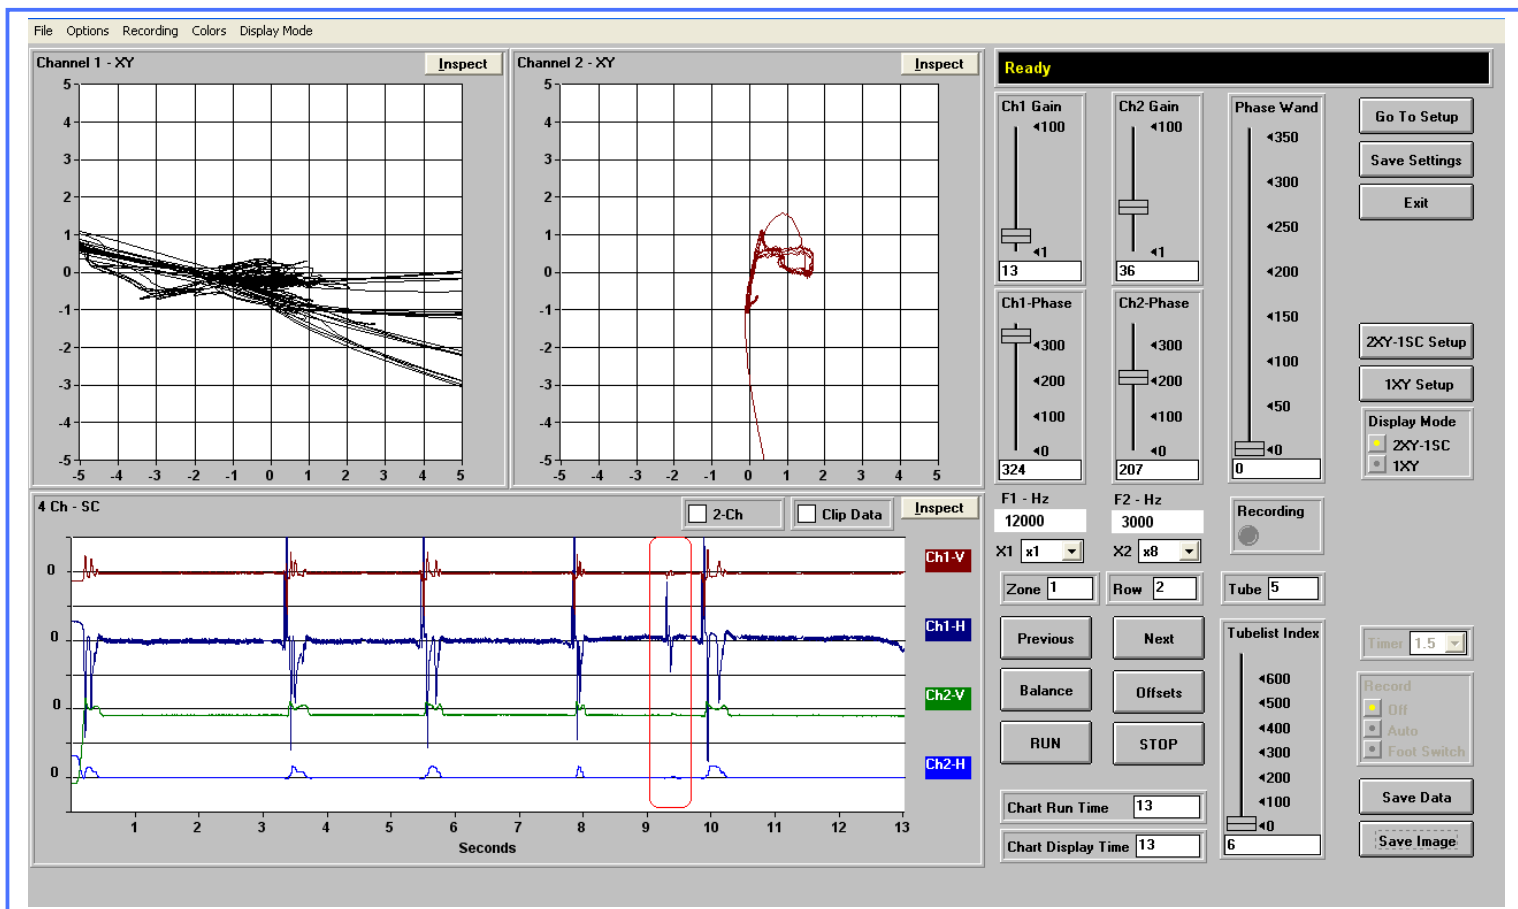 File Options Recording Colors Display Mode
Channel 1 - XY Inspect
5
4
3
2
1
0
-1
-2
-3
-4
-5
-5 -4 -3 -2 -1 0 1 2 3 4 5
Channel 2 - XY Inspect
5
4
3
2
1
0
-1
-2
-3
-4
-5
-5 -4 -3 -2 -1 0 1 2 3 4 5
4 Ch - SC 2-Ch Clip Data Inspect
0
0
0
0
Ch1-V
Ch1-H
Ch2-V
Ch2-H
1 2 3 4 5 6 7 8 9 10 11 12 13
Seconds
Ready
Ch1 Gain
100
1
13
Ch2 Gain
100
1
36
Phase Wand
350
300
250
200
150
100
50
0
0
Ch1-Phase
300
200
100
0
324
Ch2-Phase
300
200
100
0
207
Go To Setup
Save Settings
Exit
2XY-1SC Setup
1XY Setup
Display Mode
2XY-1SC
1XY
F1 - Hz
12000
F2 - Hz
3000
X1 x1
X2 x8
Recording
Zone 1
Row 2
Tube 5
Previous Next
Balance Offsets
RUN STOP
Tubelist Index
600
500
400
300
200
100
0
6
Timer 1.5
Record
Off
Auto
Foot Switch
Chart Run Time 13
Chart Display Time 13
Save Data
Save Image